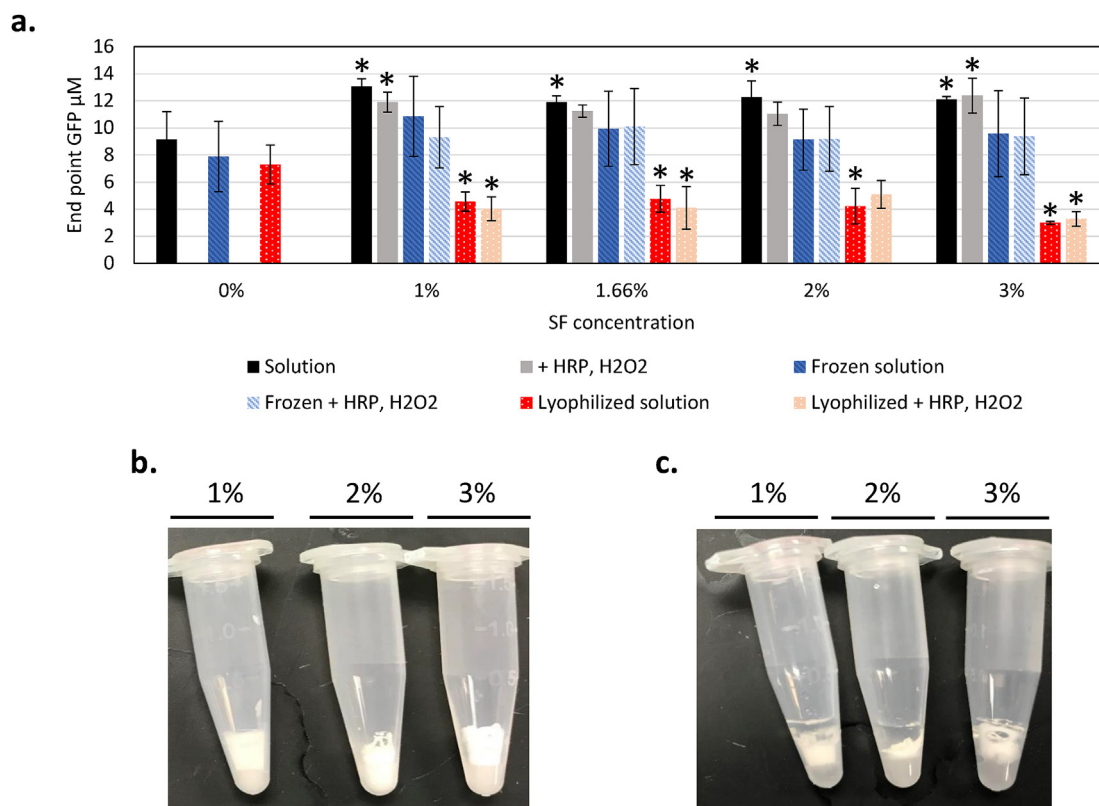 a.
16
14
12
10
8
6
4
2
0
End point GFP µM
* * * * * * * * * * * *
0% 1% 1.66% 2% 3%
SF concentration
Solution + HRP, H2O2 Frozen solution
Frozen + HRP, H2O2 Lyophilized solution Lyophilized + HRP, H2O2
b. c.
1% 2% 3% 1% 2% 3%